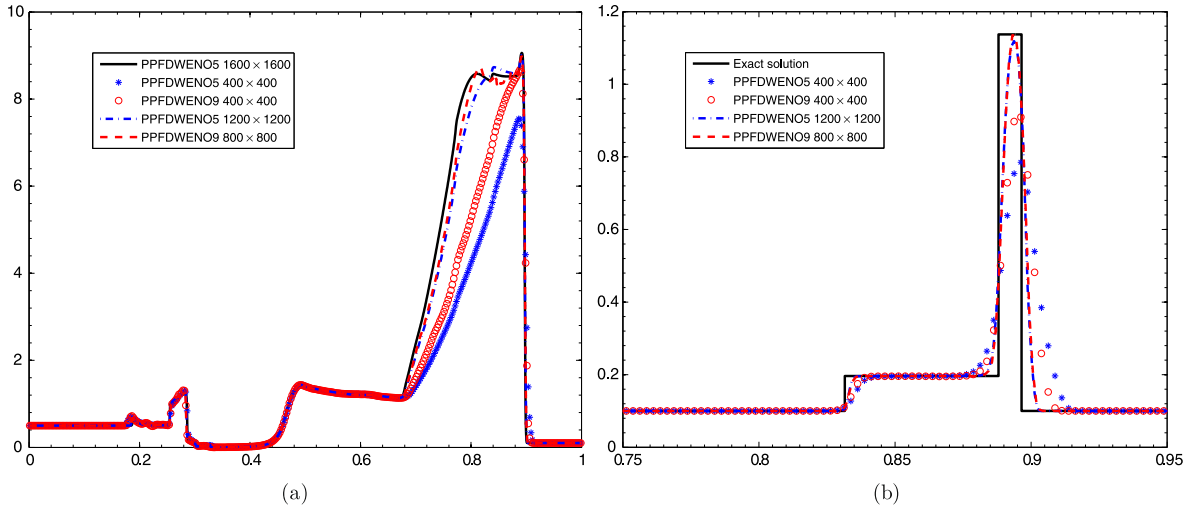 10
8
6
4
2
0
0
0.2
0.4
0.6
0.8
1
PPFDWENO5 1600 × 1600
PPFDWENO5 400 × 400
PPFDWENO9 400 × 400
PPFDWENO5 1200 × 1200
PPFDWENO9 800 × 800
(a)
1.2
1
0.8
0.6
0.4
0.2
0
0.75
0.8
0.85
0.9
0.95
Exact solution
PPFDWENO5 400 × 400
PPFDWENO9 400 × 400
PPFDWENO5 1200 × 1200
PPFDWENO9 800 × 800
(b)